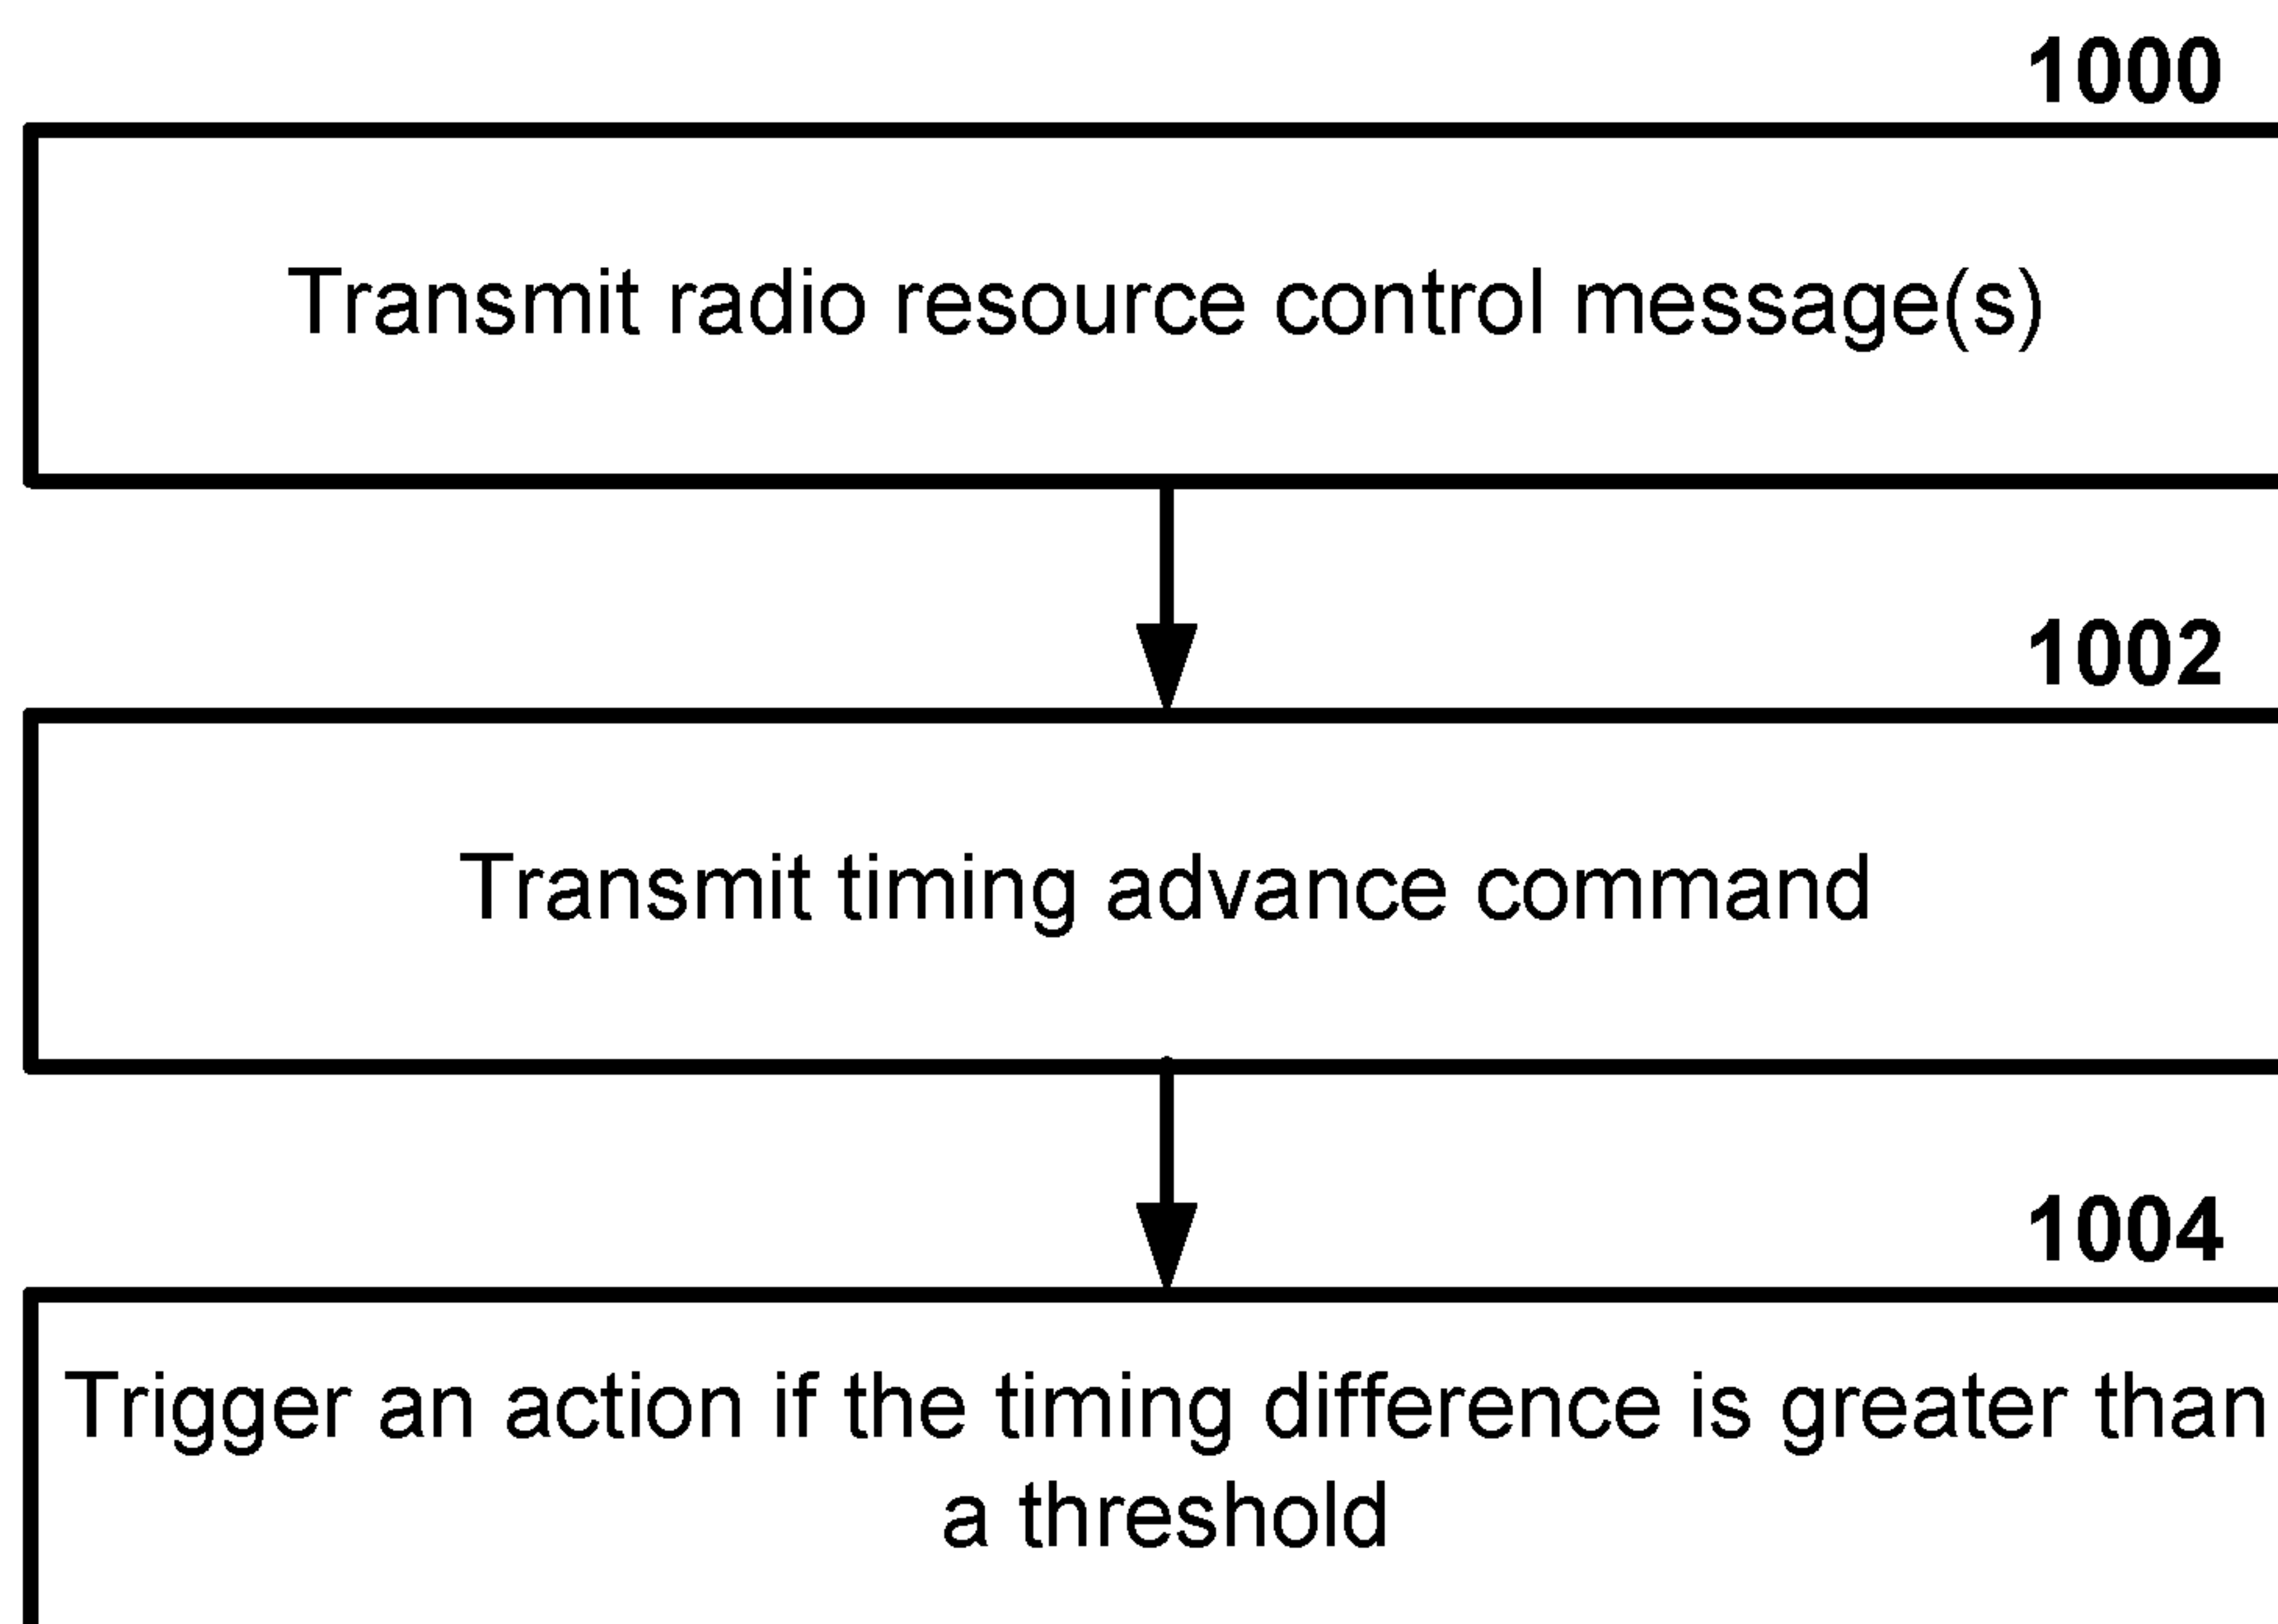 1000
Transmit radio resource control message(s)
1002
Transmit timing advance command
1004
Trigger an action if the timing difference is greater than
a threshold